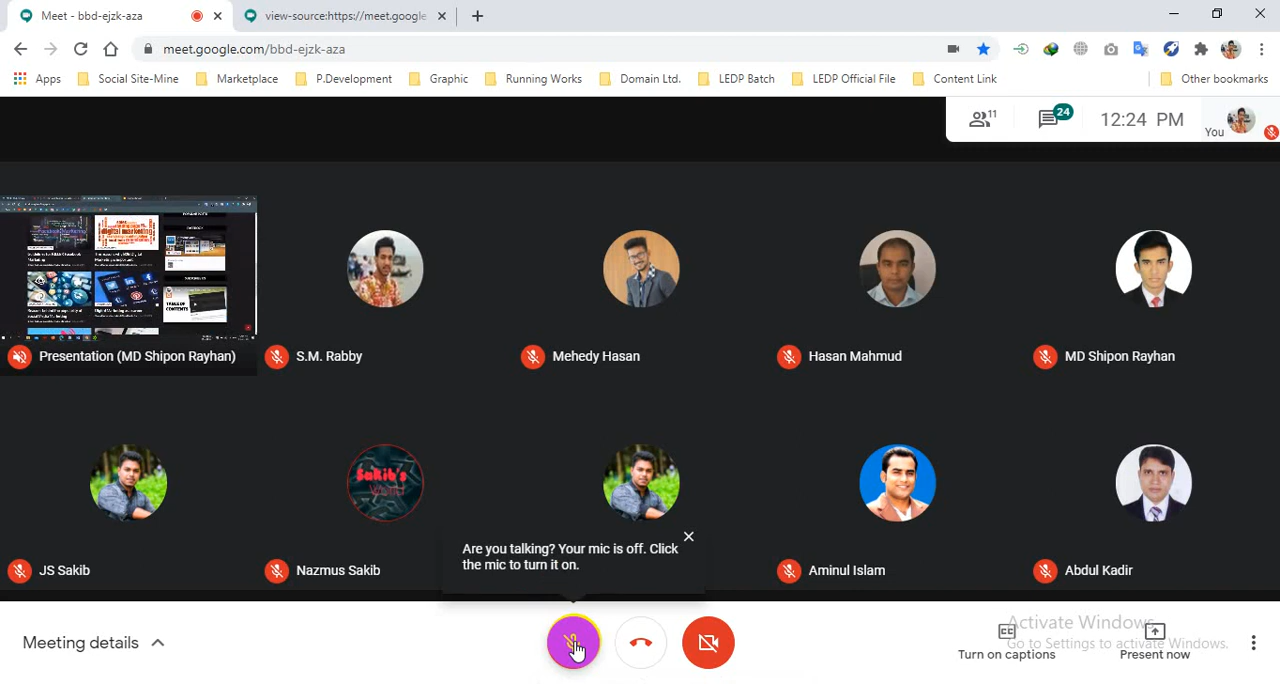 Meet - bbd-ejzk-aza
view-source:https://meet.google
meet.google.com/bbd-ejzk-aza
Apps
Social Site-Mine
Marketplace
P.Development
Graphic
Running Works
Domain Ltd.
LEDP Batch
LEDP Official File
Content Link
Other bookmarks
11
24
12:24 PM
You
Presentation (MD Shipon Rayhan)
S.M. Rabby
Mehedy Hasan
Hasan Mahmud
MD Shipon Rayhan
Sakib's
World
JS Sakib
Nazmus Sakib
Are you talking? Your mic is off. Click
the mic to turn it on.
Aminul Islam
Abdul Kadir
Meeting details
Activate Windows
Go to Settings to activate Windows.
CC
Turn on captions
Present now